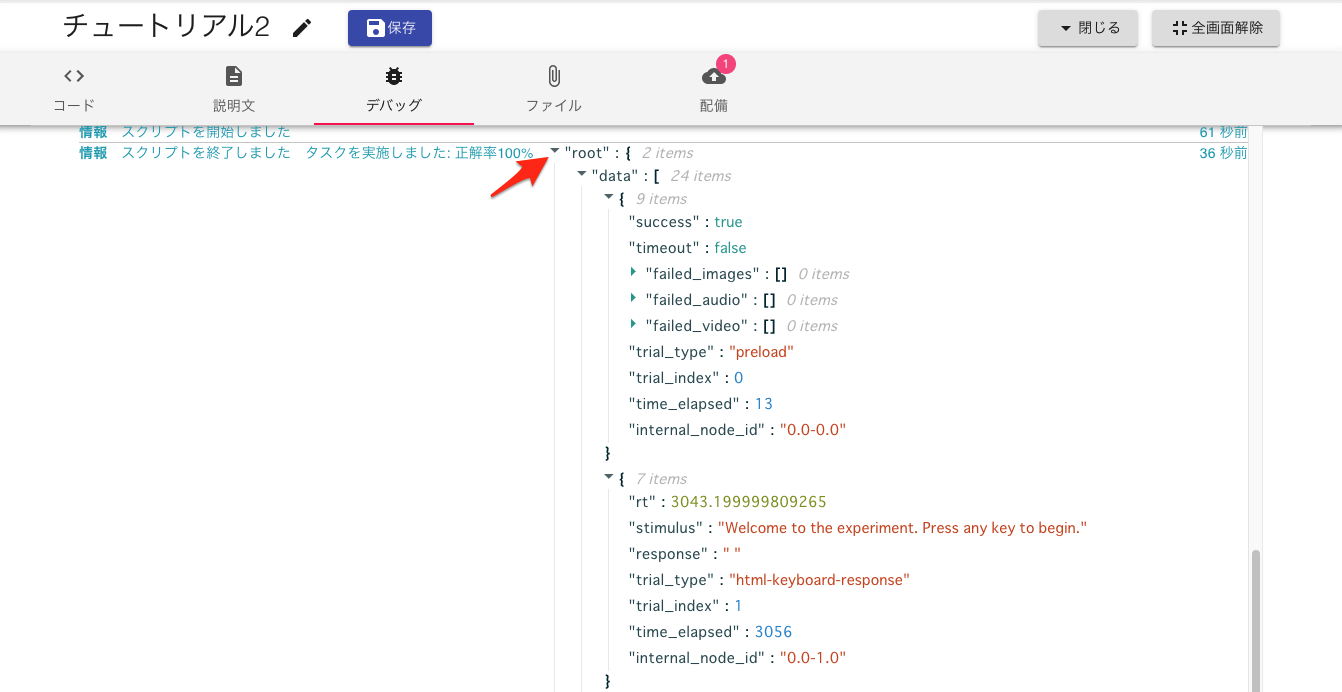 チュートリアル2 保存 閉じる 全画面解除
コード 説明文 デバッグ ファイル 配備 1
情報 スクリプトを開始しました 61 秒前
情報 スクリプトを終了しました タスクを実施しました: 正解率100% "root" : { 2 items 36 秒前
"data" : [ 24 items
{ 9 items
"success" : true
"timeout" : false
"failed_images" : [] 0 items
"failed_audio" : [] 0 items
"failed_video" : [] 0 items
"trial_type" : "preload"
"trial_index" : 0
"time_elapsed" : 13
"internal_node_id" : "0.0-0.0"
}
{ 7 items
"rt" : 3043.199999809265
"stimulus" : "Welcome to the experiment. Press any key to begin."
"response" : " "
"trial_type" : "html-keyboard-response"
"trial_index" : 1
"time_elapsed" : 3056
"internal_node_id" : "0.0-1.0"
}